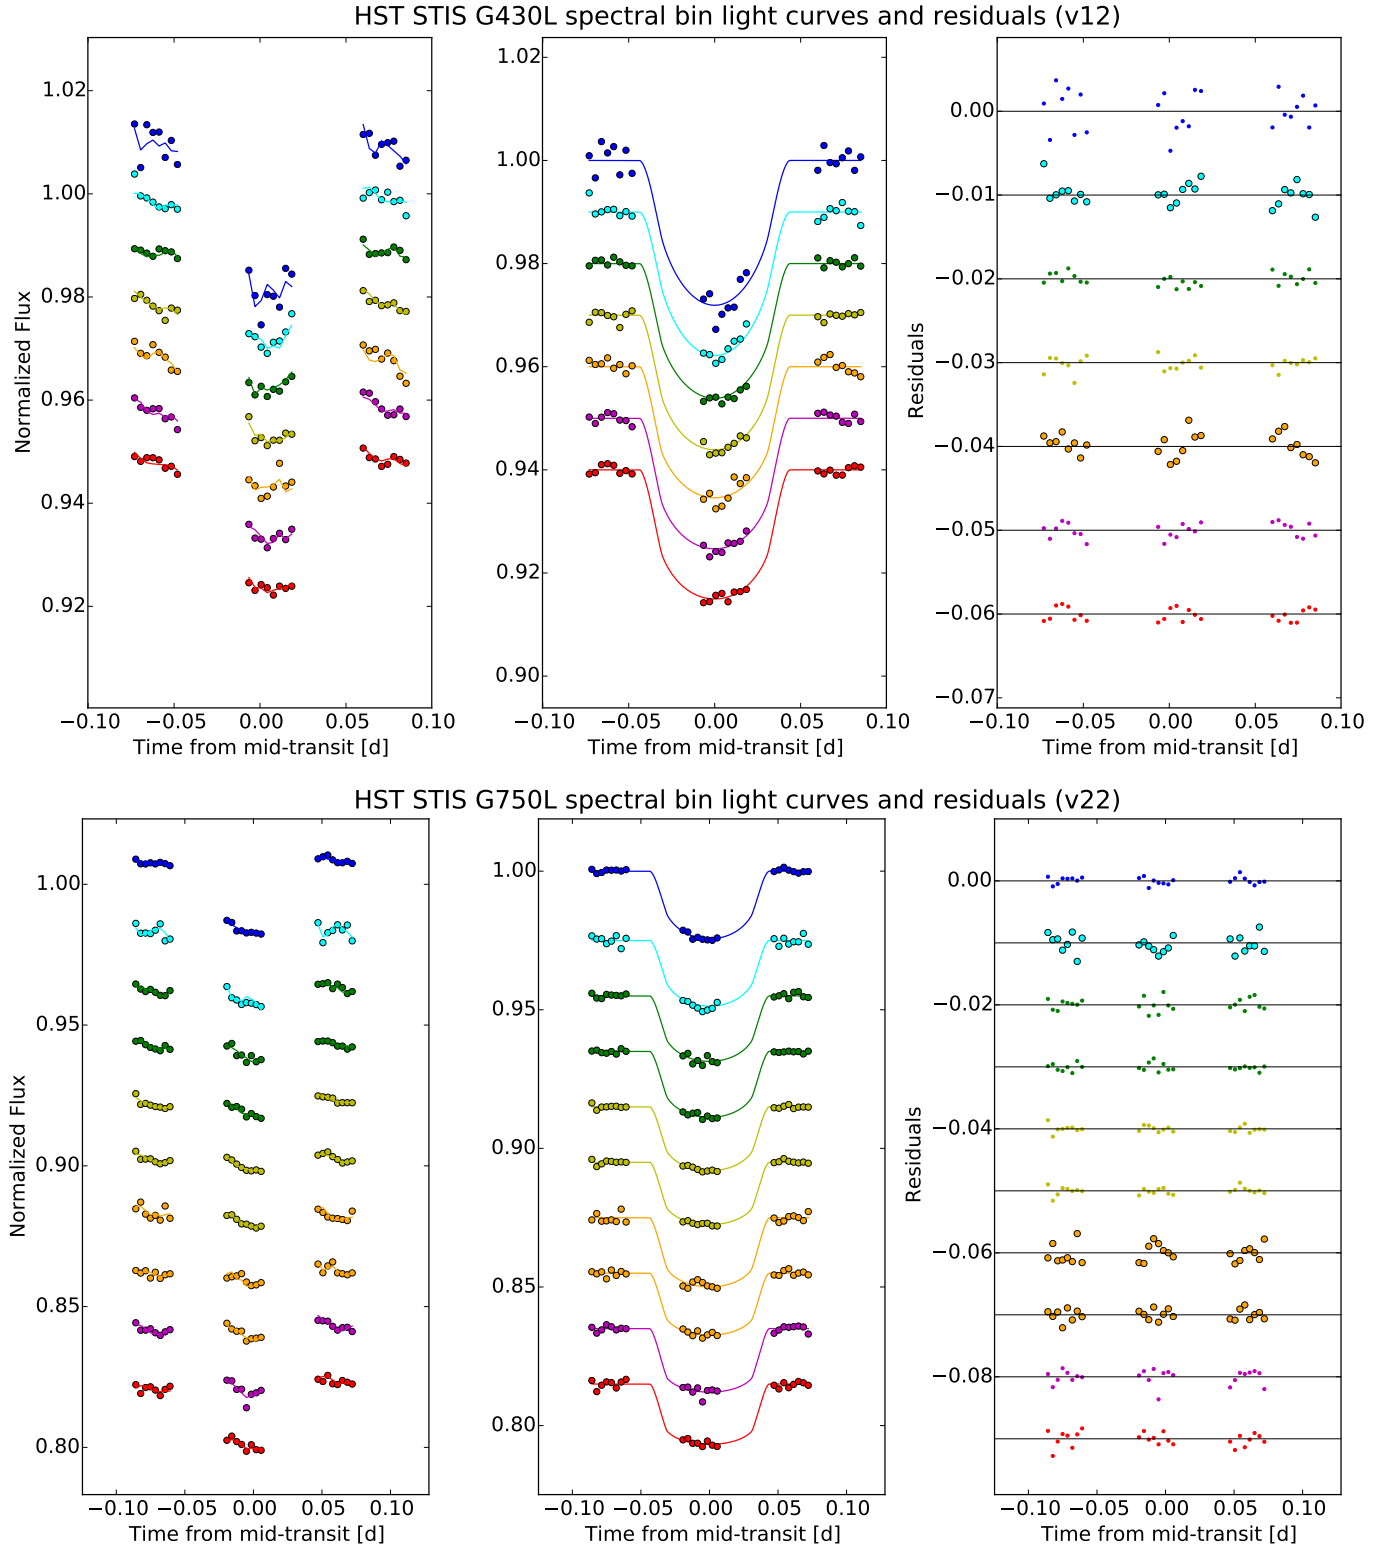 HST STIS G430L spectral bin light curves and residuals (v12)
Normalized Flux
1.02
1.00
0.98
0.96
0.94
0.92
−0.10 −0.05 0.00 0.05 0.10
Time from mid-transit [d]
1.02
1.00
0.98
0.96
0.94
0.92
0.90
−0.10 −0.05 0.00 0.05 0.10
Time from mid-transit [d]
Residuals
0.00
−0.01
−0.02
−0.03
−0.04
−0.05
−0.06
−0.07
−0.10 −0.05 0.00 0.05 0.10
Time from mid-transit [d]
HST STIS G750L spectral bin light curves and residuals (v22)
Normalized Flux
1.00
0.95
0.90
0.85
0.80
−0.10 −0.05 0.00 0.05 0.10
Time from mid-transit [d]
1.00
0.95
0.90
0.85
0.80
−0.10 −0.05 0.00 0.05 0.10
Time from mid-transit [d]
Residuals
0.00
−0.02
−0.04
−0.06
−0.08
−0.10 −0.05 0.00 0.05 0.10
Time from mid-transit [d]